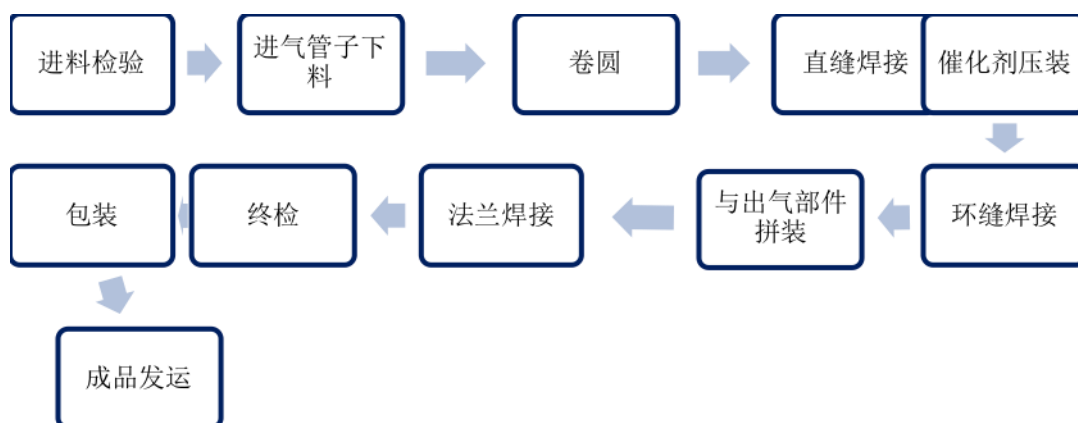 进料检验
进气管子下
料
卷圆
直缝焊接
催化剂压装
环缝焊接
与出气部件
拼装
法兰焊接
终检
包装
成品发运